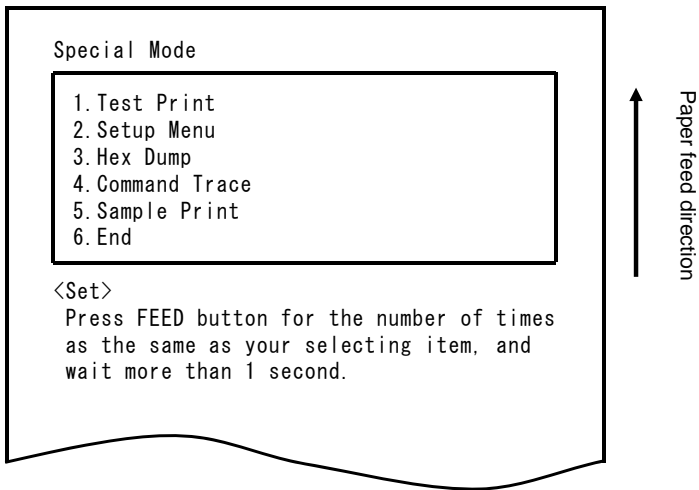 Special Mode
1.Test Print
2.Setup Menu
3.Hex Dump
4.Command Trace
5.Sample Print
6.End
<Set>
Press FEED button for the number of times
as the same as your selecting item, and
wait more than 1 second.
Paper feed direction